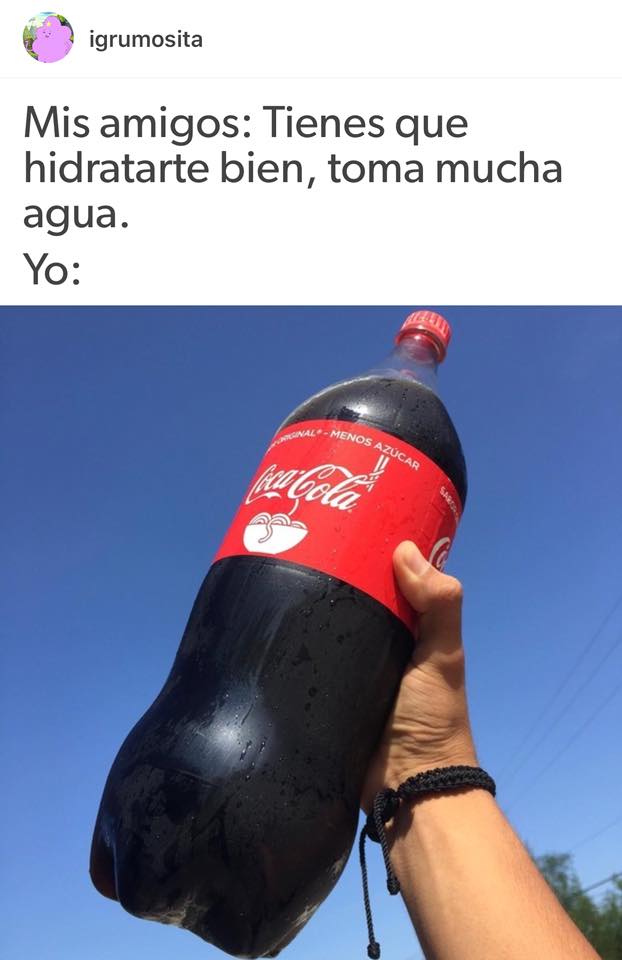 igrumosita
Mis amigos: Tienes que
hidratarte bien, toma mucha
agua.
Yo:
ORIGINAL® - MENOS AZÚCAR
Coca-Cola